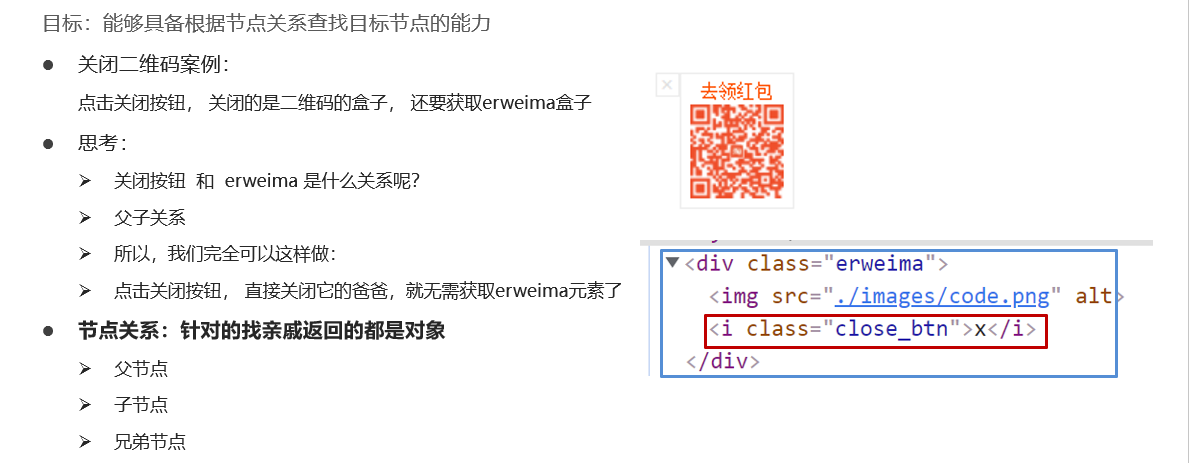 目标：能够具备根据节点关系查找目标节点的能力
● 关闭二维码案例：
点击关闭按钮， 关闭的是二维码的盒子， 还要获取erweima盒子
● 思考：
➢ 关闭按钮 和 erweima 是什么关系呢？
➢ 父子关系
➢ 所以，我们完全可以这样做：
➢ 点击关闭按钮， 直接关闭它的爸爸，就无需获取erweima元素了
● 节点关系：针对的找亲戚返回的都是对象
➢ 父节点
➢ 子节点
➢ 兄弟节点
×
去领红包
▼<div class="erweima">
<img src="./images/code.png" alt>
<i class="close_btn">x</i>
</div>